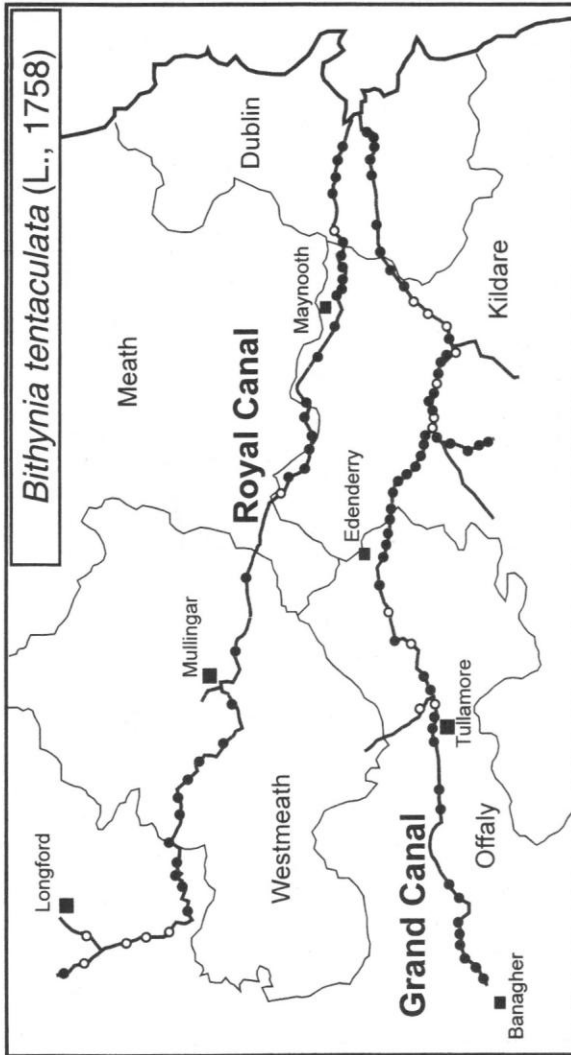 Bithynia tentaculata (L., 1758)
Longford
Mullingar
Meath
Dublin
Royal Canal
Maynooth
Westmeath
Edenderry
Kildare
Tullamore
Offaly
Grand Canal
Banagher